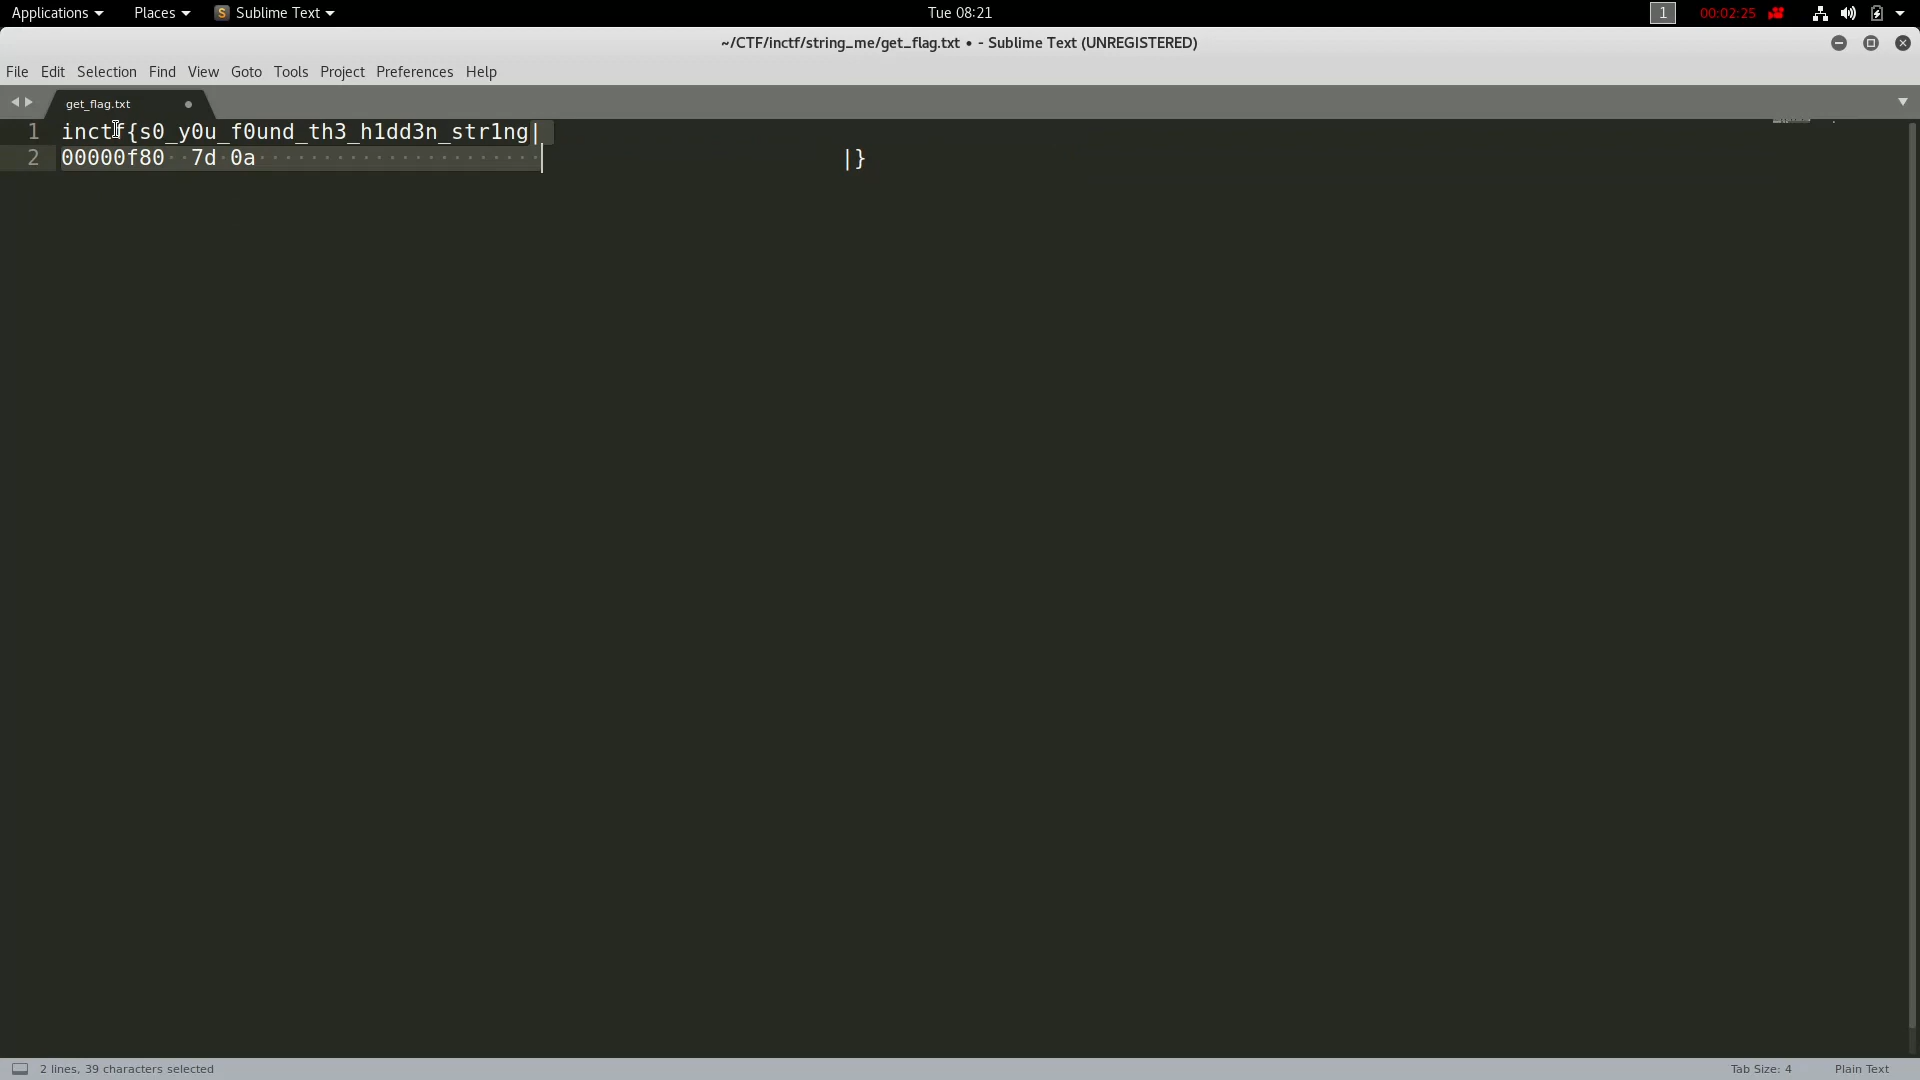 Applications Places Sublime Text Tue 08:21 1 00:02:25
~/CTF/inctf/string_me/get_flag.txt • - Sublime Text (UNREGISTERED)
File Edit Selection Find View Goto Tools Project Preferences Help
get_flag.txt
1 inctf{s0_y0u_f0und_th3_h1dd3n_str1ng|
2 00000f80  7d 0a |}
2 lines, 39 characters selected Tab Size: 4 Plain Text